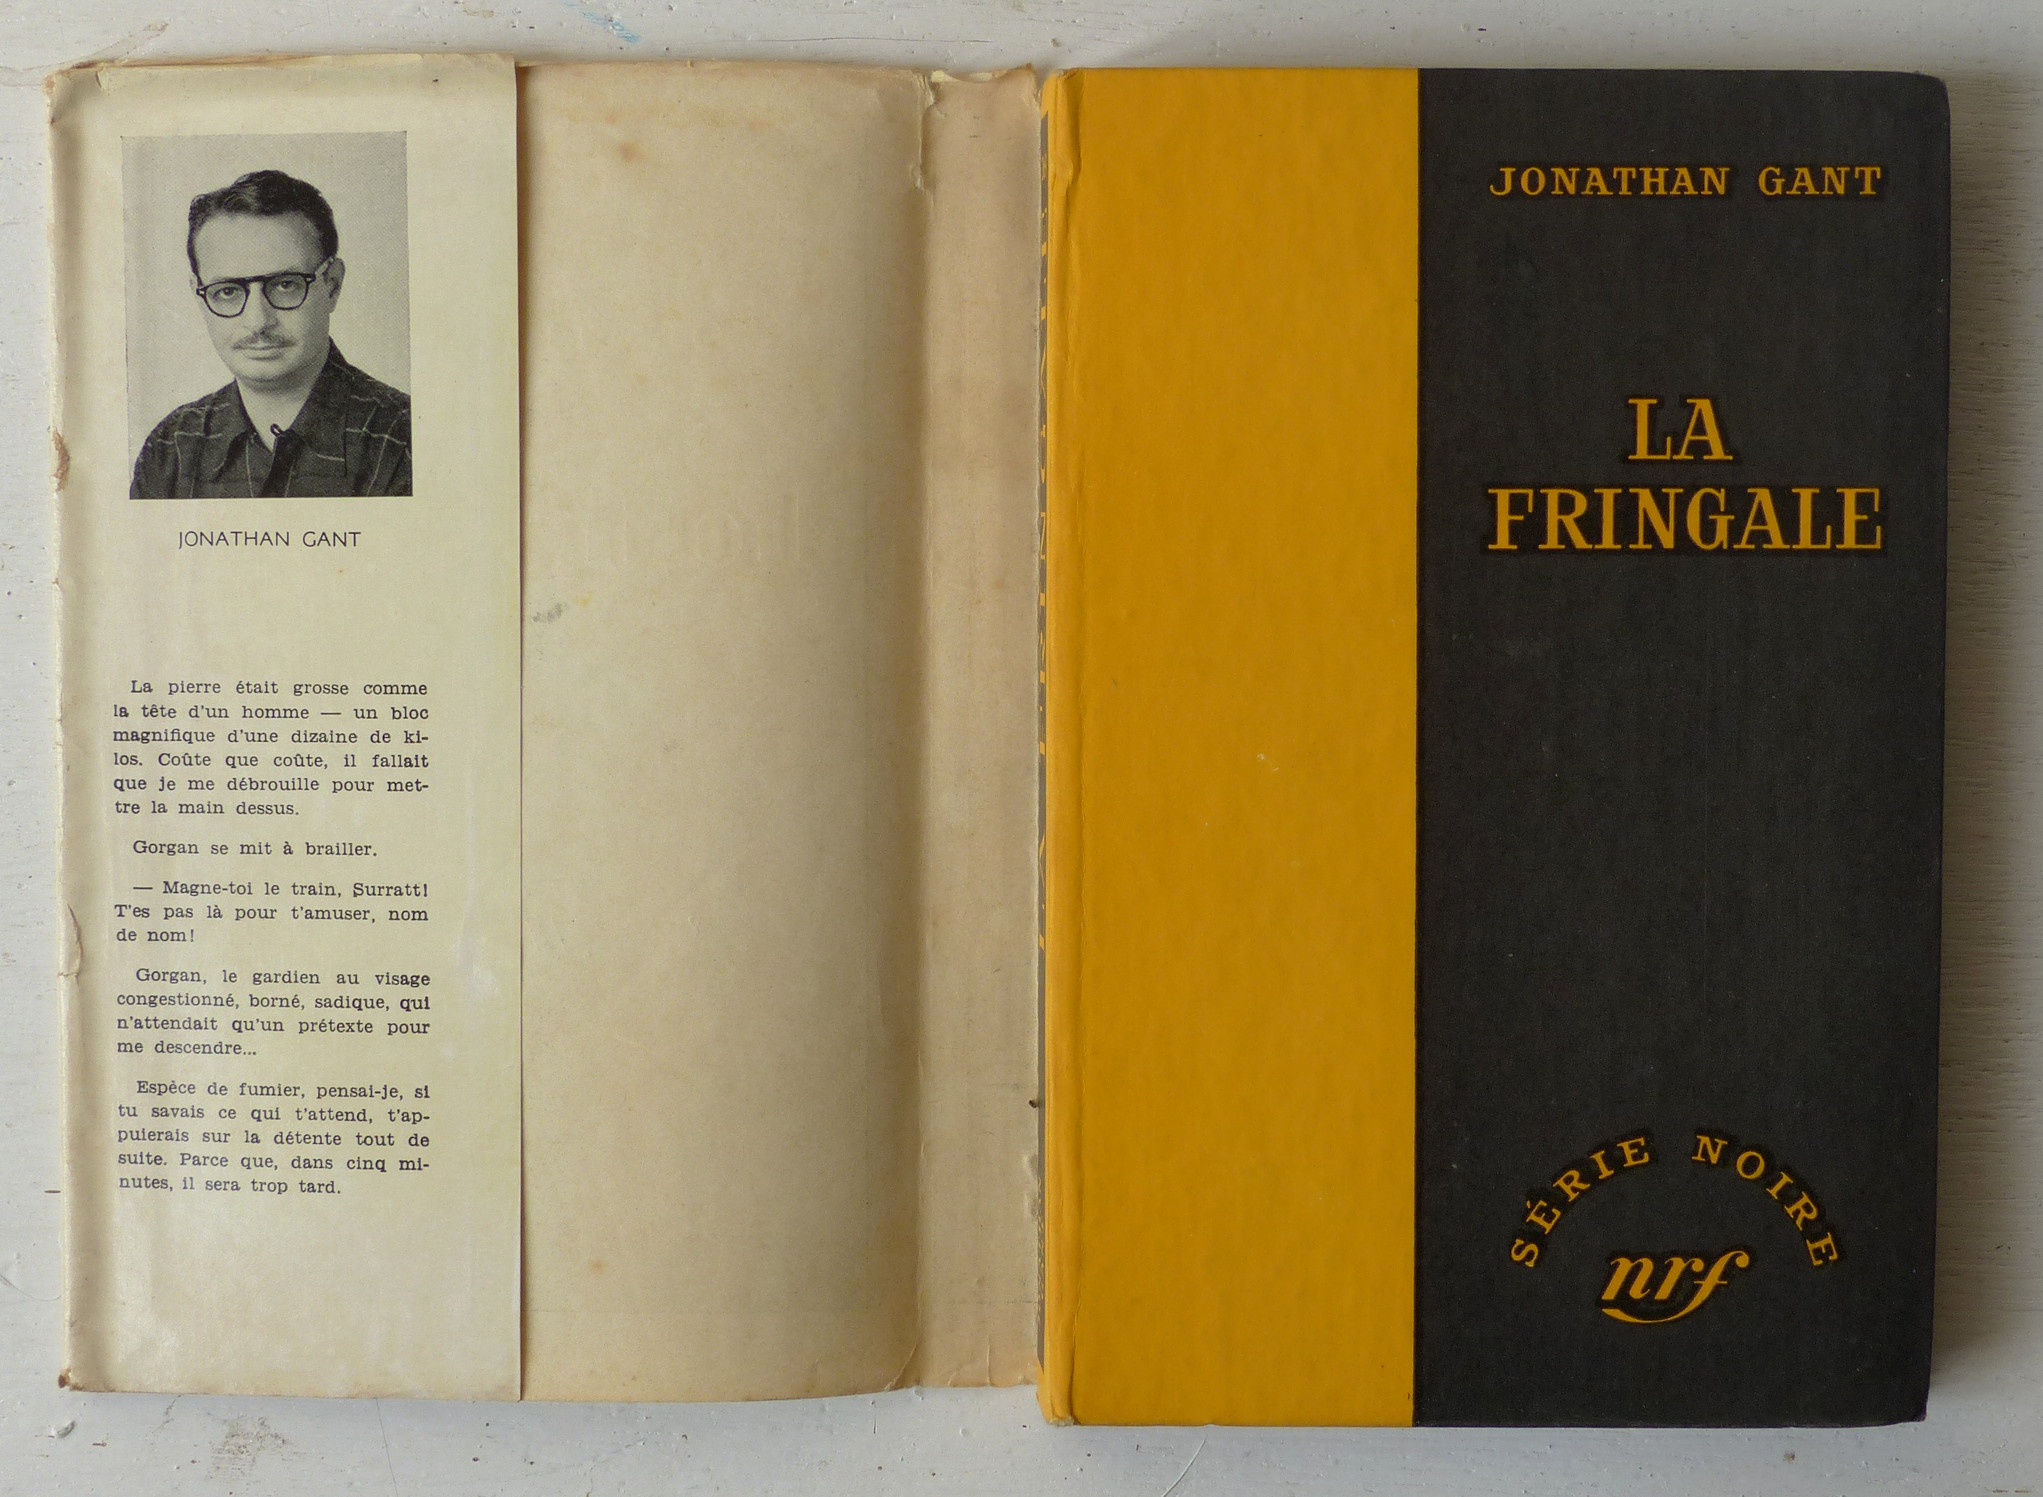 JONATHAN GANT
La pierre était grosse comme
la tête d'un homme — un bloc
magnifique d'une dizaine de ki-
los. Coûte que coûte, il fallait
que je me débrouille pour met-
tre la main dessus.
Gorgan se mit à brailler.
— Magne-toi le train, Surratt!
T'es pas là pour t'amuser, nom
de nom!
Gorgan, le gardien au visage
congestionné, borné, sadique, qui
n'attendait qu'un prétexte pour
me descendre...
Espèce de fumier, pensai-je, si
tu savais ce qui t'attend, t'ap-
puierais sur la détente tout de
suite. Parce que, dans cinq mi-
nutes, il sera trop tard.
JONATHAN GANT
LA
FRINGALE
SÉRIE NOIRE
nrf